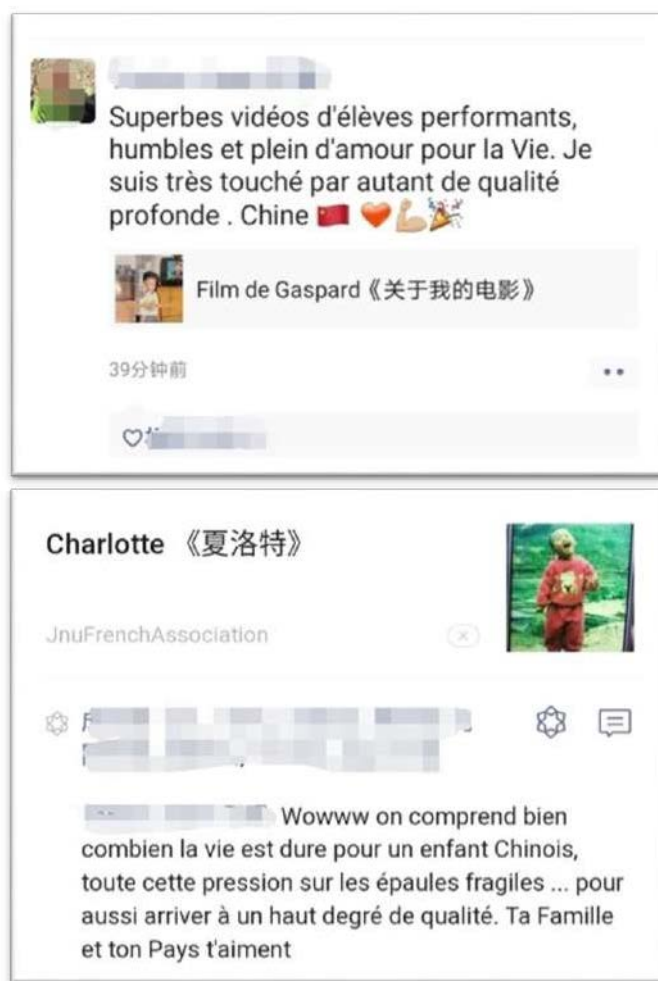 Superbes vidéos d'élèves performants,
humbles et plein d'amour pour la Vie. Je
suis très touché par autant de qualité
profonde . Chine 🇨🇳 🧡💪🏼🎉
Film de Gaspard《关于我的电影》
39分钟前
Charlotte 《夏洛特》
JnuFrenchAssociation
Wowww on comprend bien
combien la vie est dure pour un enfant Chinois,
toute cette pression sur les épaules fragiles ... pour
aussi arriver à un haut degré de qualité. Ta Famille
et ton Pays t'aiment